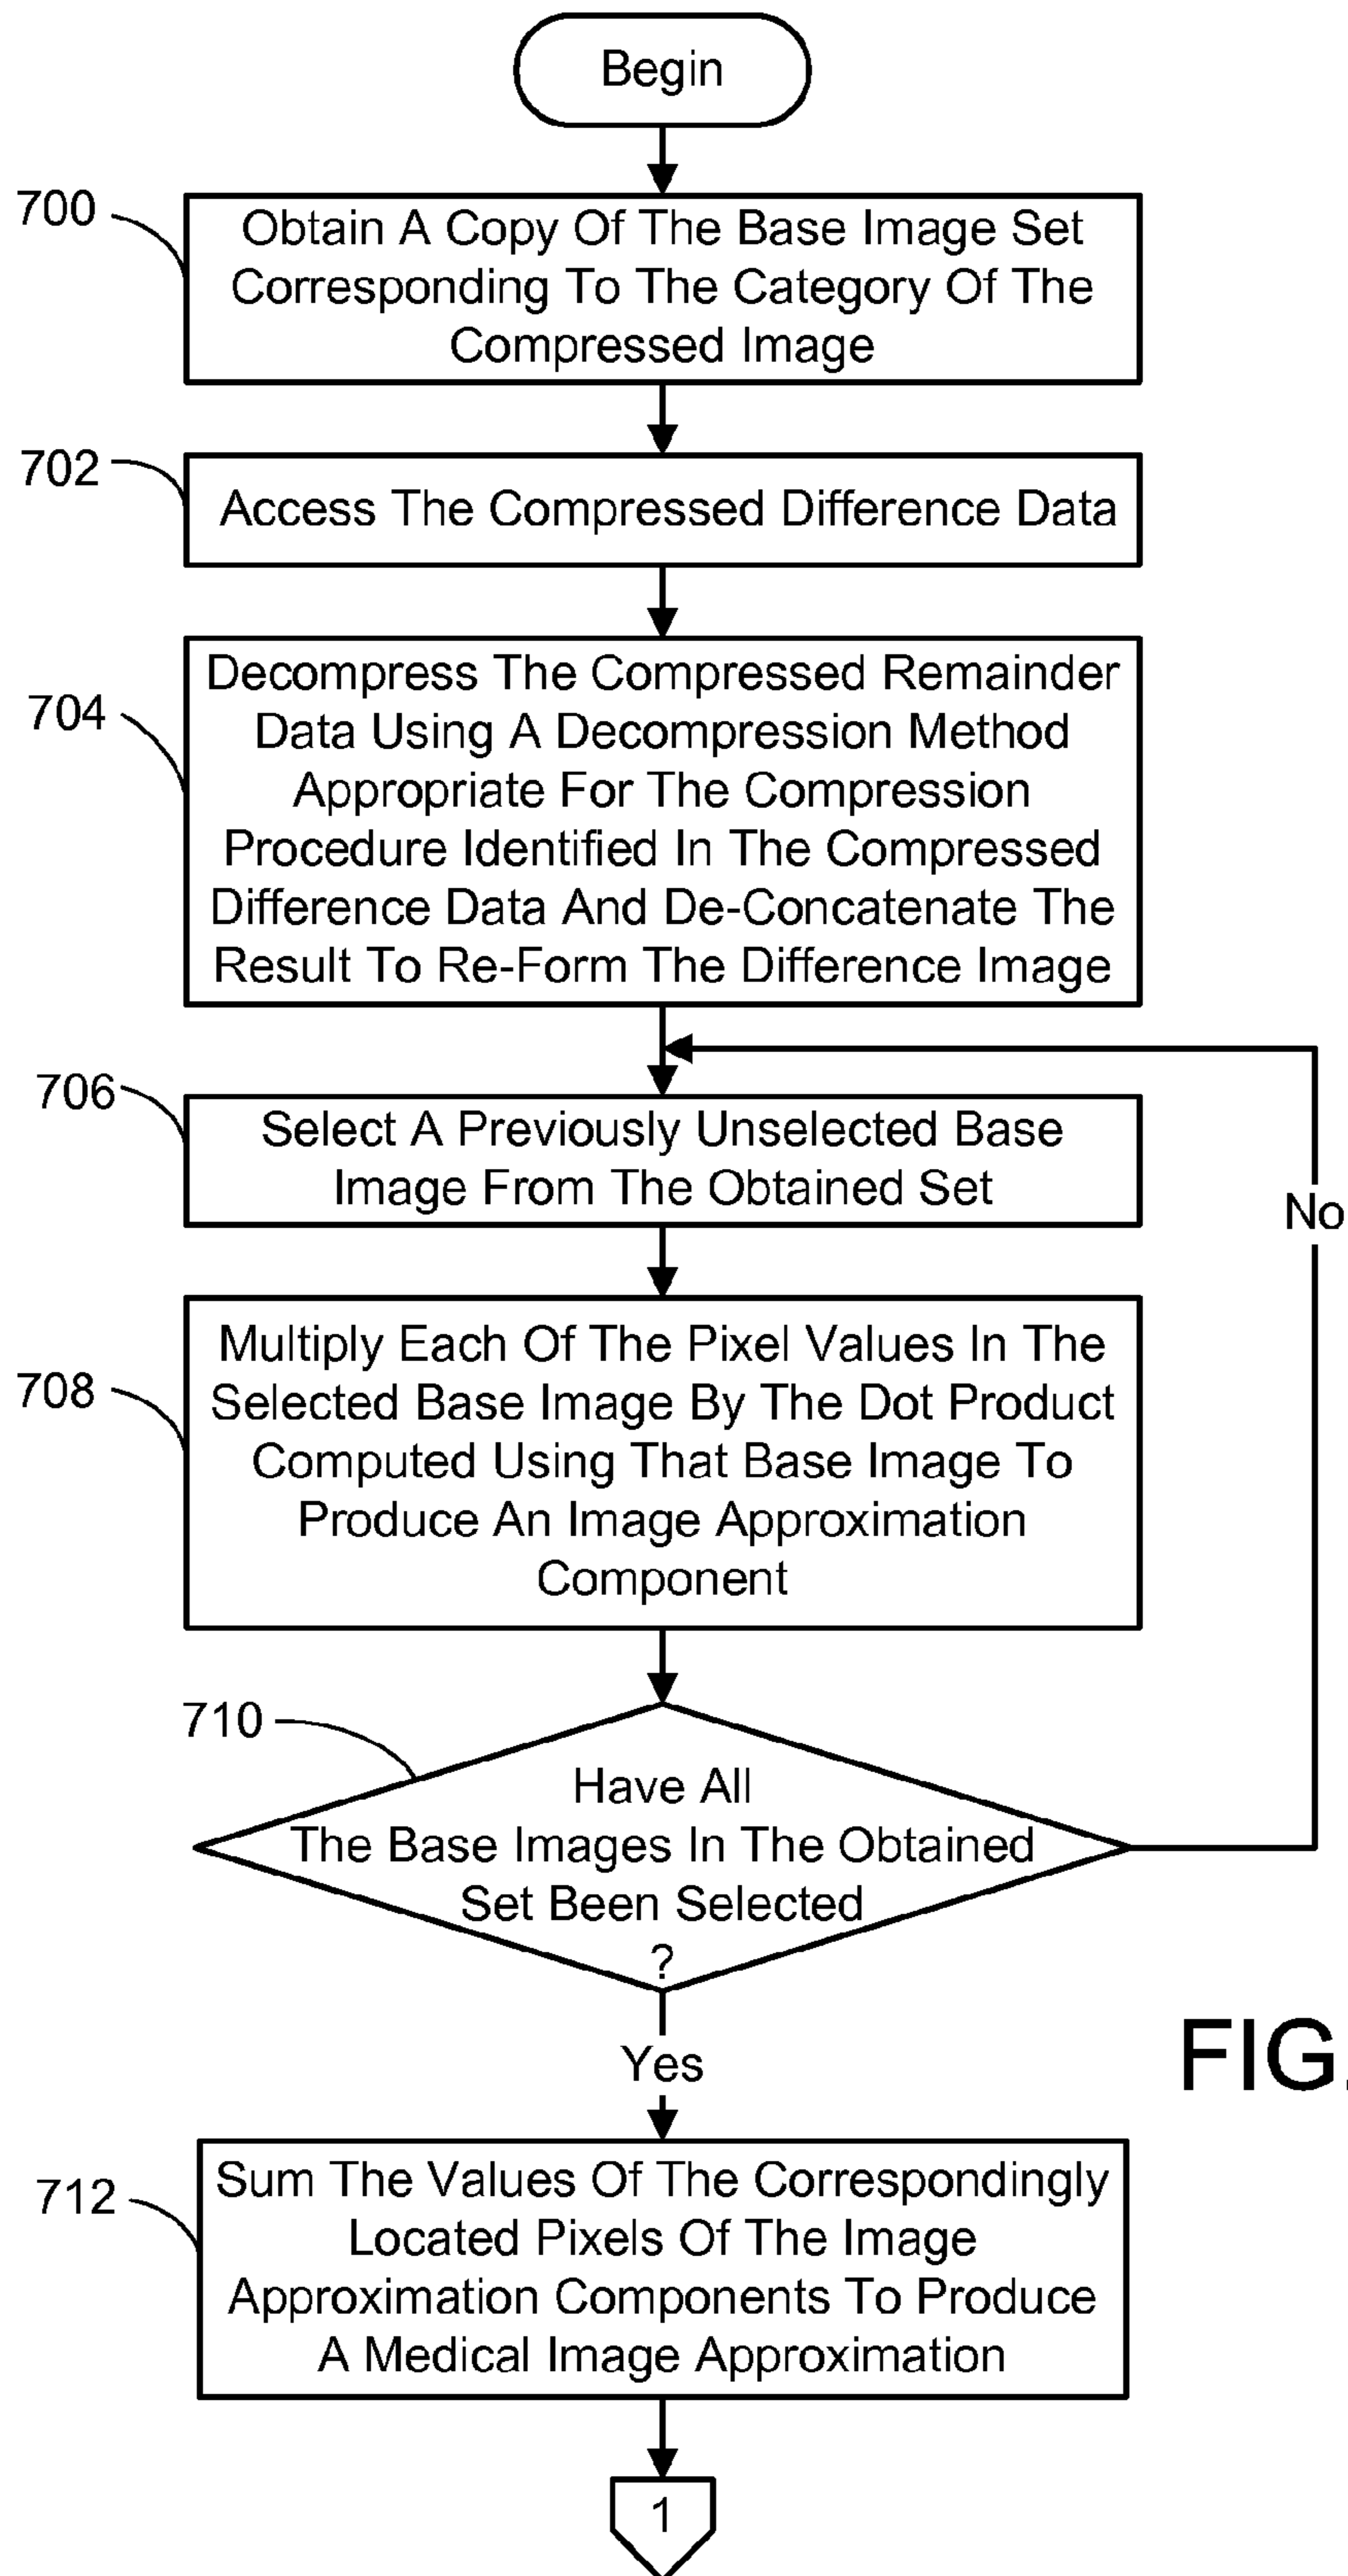 Begin
700
Obtain A Copy Of The Base Image Set
Corresponding To The Category Of The
Compressed Image
702
Access The Compressed Difference Data
704
Decompress The Compressed Remainder
Data Using A Decompression Method
Appropriate For The Compression
Procedure Identified In The Compressed
Difference Data And De-Concatenate The
Result To Re-Form The Difference Image
706
Select A Previously Unselected Base
Image From The Obtained Set
No
708
Multiply Each Of The Pixel Values In The
Selected Base Image By The Dot Product
Computed Using That Base Image To
Produce An Image Approximation
Component
710
Have All
The Base Images In The Obtained
Set Been Selected
?
Yes
FIG.
712
Sum The Values Of The Correspondingly
Located Pixels Of The Image
Approximation Components To Produce
A Medical Image Approximation
1